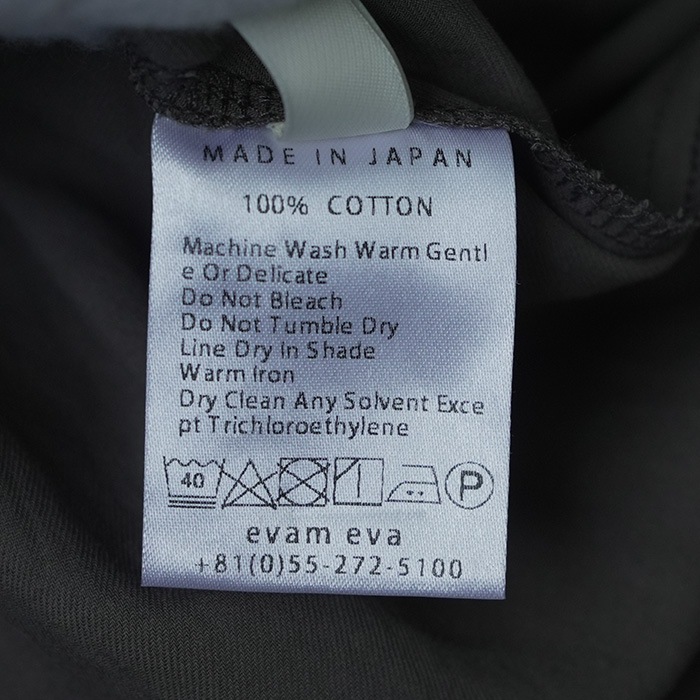 MADE IN JAPAN
100% COTTON
Machine Wash Warm Gentl
e Or Delicate
Do Not Bleach
Do Not Tumble Dry
Line Dry In Shade
Warm Iron
Dry Clean Any Solvent Exce
pt Trichloroethylene
40 P
evam eva
+81(0)55-272-5100